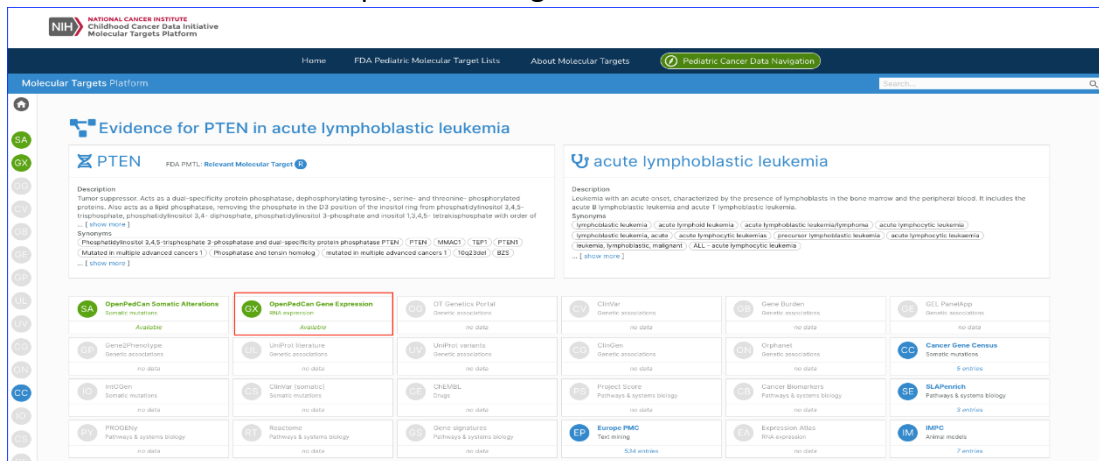 NIH NATIONAL CANCER INSTITUTE
Childhood Cancer Data Initiative
Molecular Targets Platform
Home FDA Pediatric Molecular Target Lists About Molecular Targets Pediatric Cancer Data Navigation
Molecular Targets Platform Search...
Evidence for PTEN in acute lymphoblastic leukemia
SA
GX
PTEN FDA PMTL: Relevant Molecular Target R
Description
Tumor suppressor. Acts as a dual-specificity protein phosphatase, dephosphorylating tyrosine-, serine- and threonine- phosphorylated
proteins. Also acts as a lipid phosphatase, removing the phosphate in the D3 position of the inositol ring from phosphatidylinositol 3,4,5-
trisphosphate, phosphatidylinositol 3,4- diphosphate, phosphatidylinositol 3-phosphate and inositol 1,3,4,5- tetrakisphosphate with order of
... [ show more ]
Synonyms
Phosphatidylinositol 3,4,5-trisphosphate 3-phosphatase and dual-specificity protein phosphatase PTEN PTEN MMAC1 TEP1 PTEN1
Mutated in multiple advanced cancers 1 Phosphatase and tensin homolog mutated in multiple advanced cancers 1 10q23del BZS
... [ show more ]
acute lymphoblastic leukemia
Description
Leukemia with an acute onset, characterized by the presence of lymphoblasts in the bone marrow and the peripheral blood. It includes the
acute B lymphoblastic leukemia and acute T lymphoblastic leukemia.
Synonyms
lymphoblastic leukemia acute lymphoid leukemia acute lymphoblastic leukemia/lymphoma acute lymphoblastic leukemias
lymphoblastic leukemia, acute acute lymphocytic leukemias precursor lymphoblastic leukemia acute lymphocytic leukaemia
leukemia, lymphoblastic, malignant ALL - acute lymphocytic leukemia
... [ show more ]
SA OpenPedCan Somatic Alterations
Somatic mutations
Available
GX OpenPedCan Gene Expression
RNA expression
Available
OT Genetics Portal
Genetic associations
no data
CV ClinVar
Genetic associations
no data
GB Gene Burden
Genetic associations
no data
GE GEL PanelApp
Genetic associations
no data
GP Gene2Phenotype
Genetic associations
no data
UL UniProt literature
Genetic associations
no data
UV UniProt variants
Genetic associations
no data
CG ClinGen
Genetic associations
no data
ON Orphanet
Genetic associations
no data
CC Cancer Gene Census
Somatic mutations
5 entries
IO IntOGen
Somatic mutations
no data
CS ClinVar (somatic)
Somatic mutations
no data
CE ChEMBL
Drugs
no data
PS Project Score
Pathways & systems biology
no data
CB Cancer Biomarkers
Pathways & systems biology
no data
SE SLAPenrich
Pathways & systems biology
3 entries
PY PROGENy
Pathways & systems biology
no data
RT Reactome
Pathways & systems biology
no data
GS Gene signatures
Pathways & systems biology
no data
EP Europe PMC
Text mining
534 entries
EA Expression Atlas
RNA expression
no data
IM IMPC
Animal models
7 entries